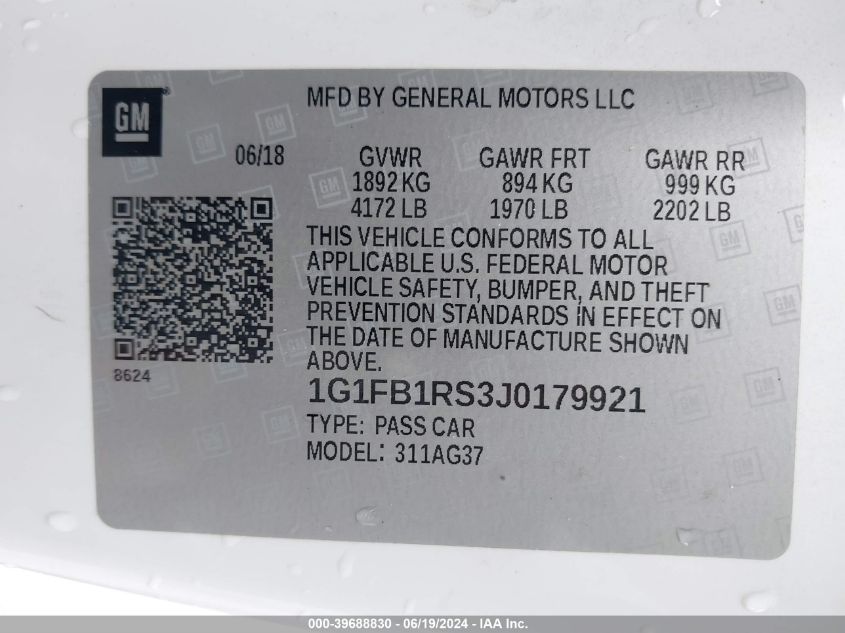 GM
MFD BY GENERAL MOTORS LLC
06/18 GVWR GAWR FRT GAWR RR
1892 KG 894 KG 999 KG
4172 LB 1970 LB 2202 LB
THIS VEHICLE CONFORMS TO ALL
APPLICABLE U.S. FEDERAL MOTOR
VEHICLE SAFETY, BUMPER, AND THEFT
PREVENTION STANDARDS IN EFFECT ON
THE DATE OF MANUFACTURE SHOWN
ABOVE.
8624
1G1FB1RS3J0179921
TYPE: PASS CAR
MODEL: 311AG37
000-39688830 - 06/19/2024 - IAA Inc.